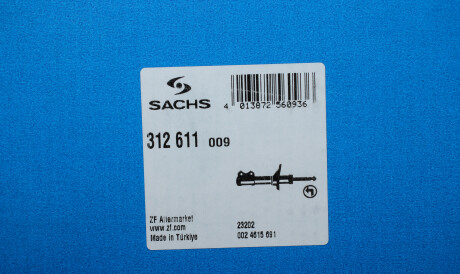 SACHS
4 013872 560936
312 611 009
ZF Aftermarket
www.zf.com
Made in Türkiye
23202
002 4615 691